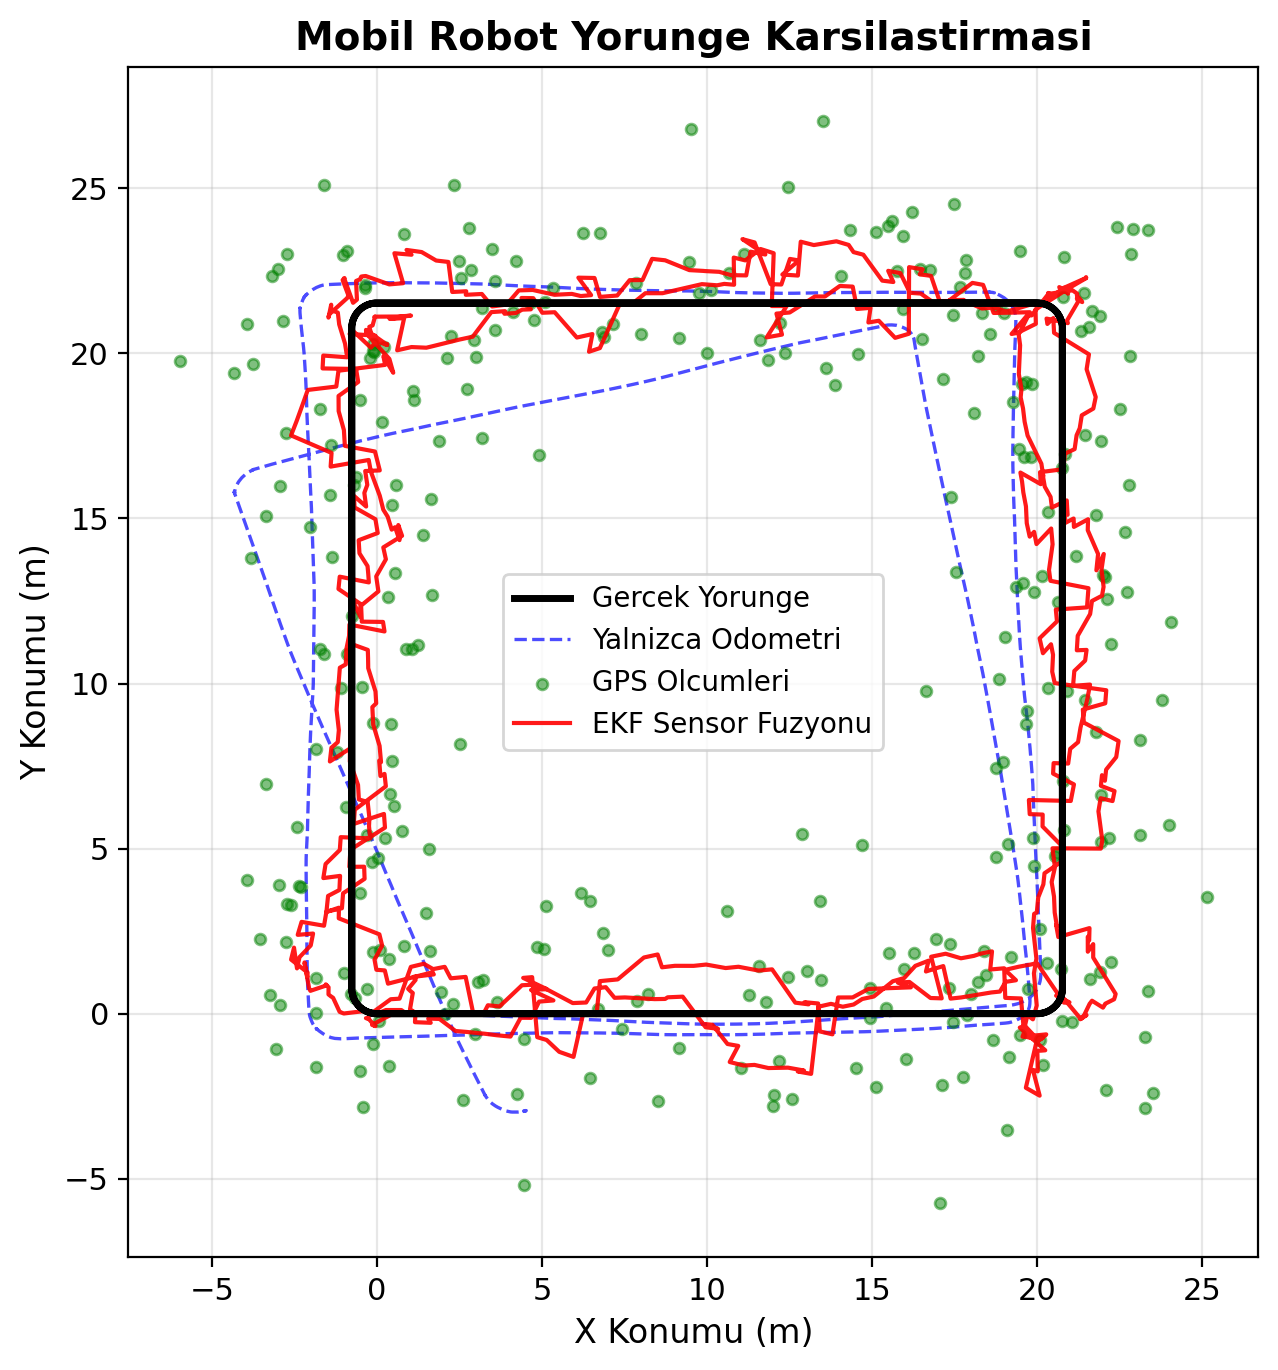 Mobil Robot Yorunge Karsilastirmasi
25
20
15
10
5
0
−5
Y Konumu (m)
Gercek Yorunge
Yalnizca Odometri
GPS Olcumleri
EKF Sensor Fuzyonu
−5
0
5
10
15
20
25
X Konumu (m)